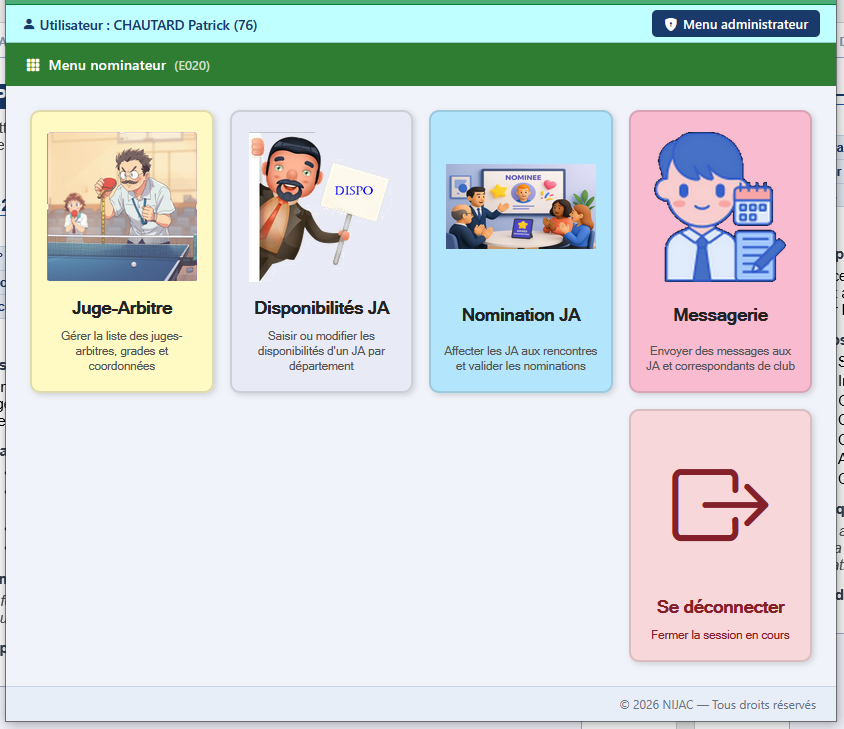 Utilisateur : CHAUTARD Patrick (76)
Menu administrateur
Menu nominateur (E020)
DISPO
NOMINEE
Juge-Arbitre
Gérer la liste des juges-
arbitres, grades et
coordonnées
Disponibilités JA
Saisir ou modifier les
disponibilités d'un JA par
département
Nomination JA
Affecter les JA aux rencontres
et valider les nominations
Messagerie
Envoyer des messages aux
JA et correspondants de club
Se déconnecter
Fermer la session en cours
© 2026 NIJAC — Tous droits réservés